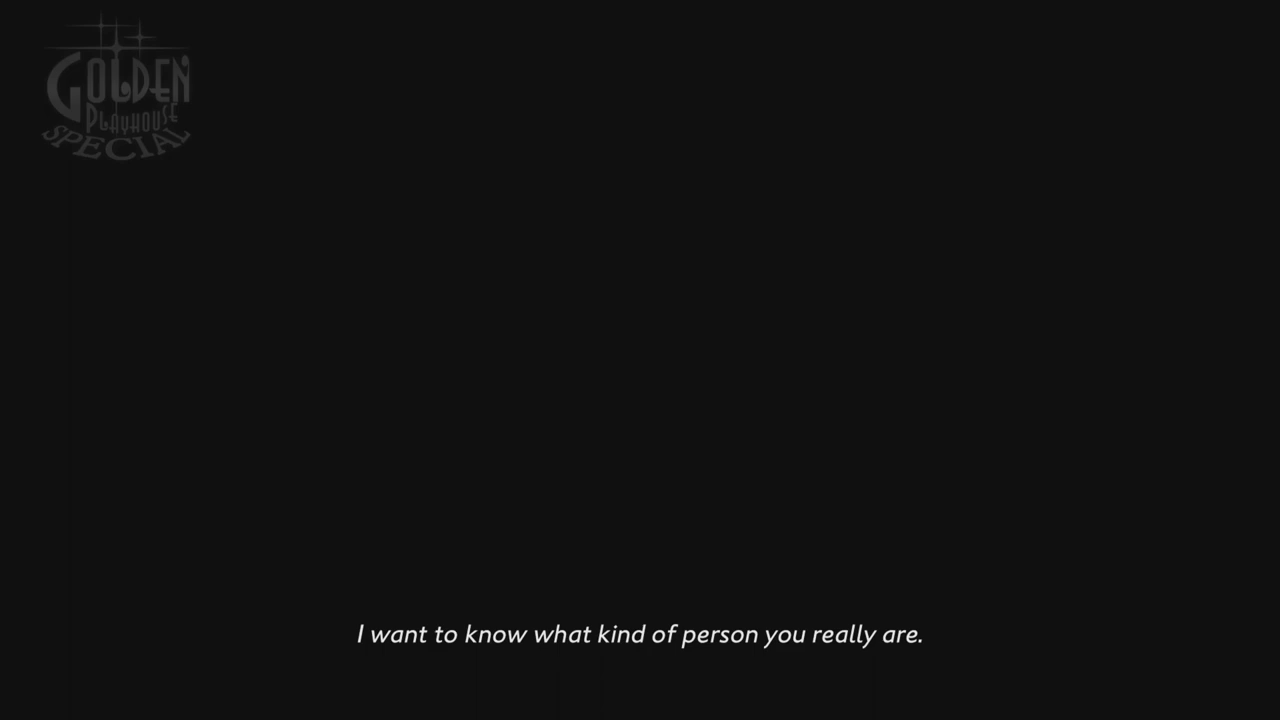 GOLDEN
PLAYHOUSE
SPECIAL
I want to know what kind of person you really are.